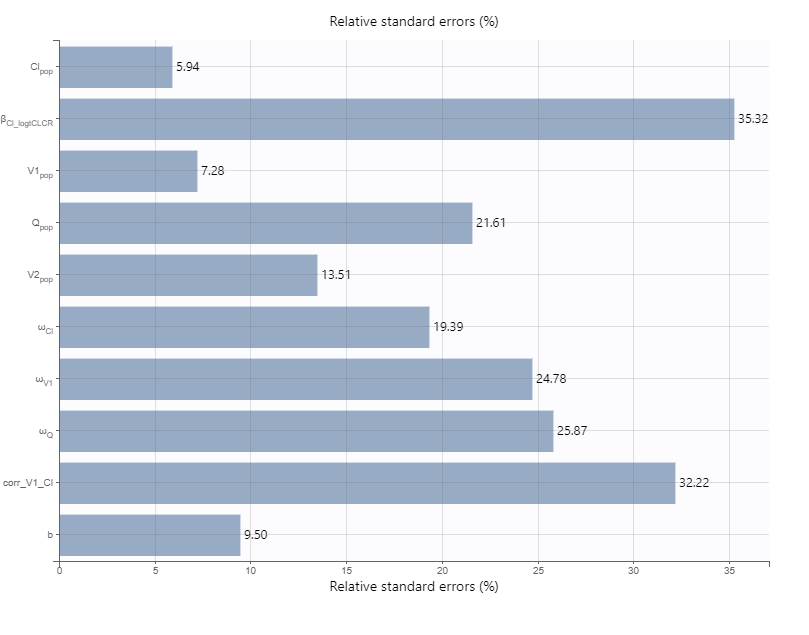 Relative standard errors (%)
Cl_pop 5.94
β_Cl_logtCLCR 35.32
V1_pop 7.28
Q_pop 21.61
V2_pop 13.51
ω_Cl 19.39
ω_V1 24.78
ω_Q 25.87
corr_V1_Cl 32.22
b 9.50
0 5 10 15 20 25 30 35
Relative standard errors (%)